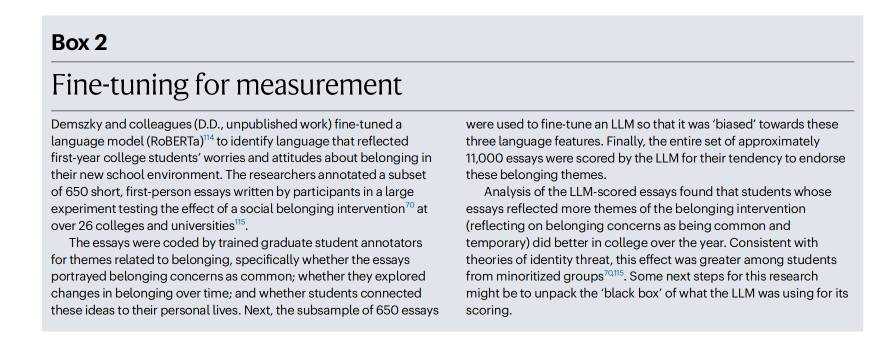 Box 2
Fine-tuning for measurement
Demszky and colleagues (D.D., unpublished work) fine-tuned a
language model (RoBERTa)114 to identify language that reflected
first-year college students’ worries and attitudes about belonging in
their new school environment. The researchers annotated a subset
of 650 short, first-person essays written by participants in a large
experiment testing the effect of a social belonging intervention70 at
over 26 colleges and universities115.
The essays were coded by trained graduate student annotators
for themes related to belonging, specifically whether the essays
portrayed belonging concerns as common; whether they explored
changes in belonging over time; and whether students connected
these ideas to their personal lives. Next, the subsample of 650 essays
were used to fine-tune an LLM so that it was ‘biased’ towards these
three language features. Finally, the entire set of approximately
11,000 essays were scored by the LLM for their tendency to endorse
these belonging themes.
Analysis of the LLM-scored essays found that students whose
essays reflected more themes of the belonging intervention
(reflecting on belonging concerns as being common and
temporary) did better in college over the year. Consistent with
theories of identity threat, this effect was greater among students
from minoritized groups70,115. Some next steps for this research
might be to unpack the ‘black box’ of what the LLM was using for its
scoring.